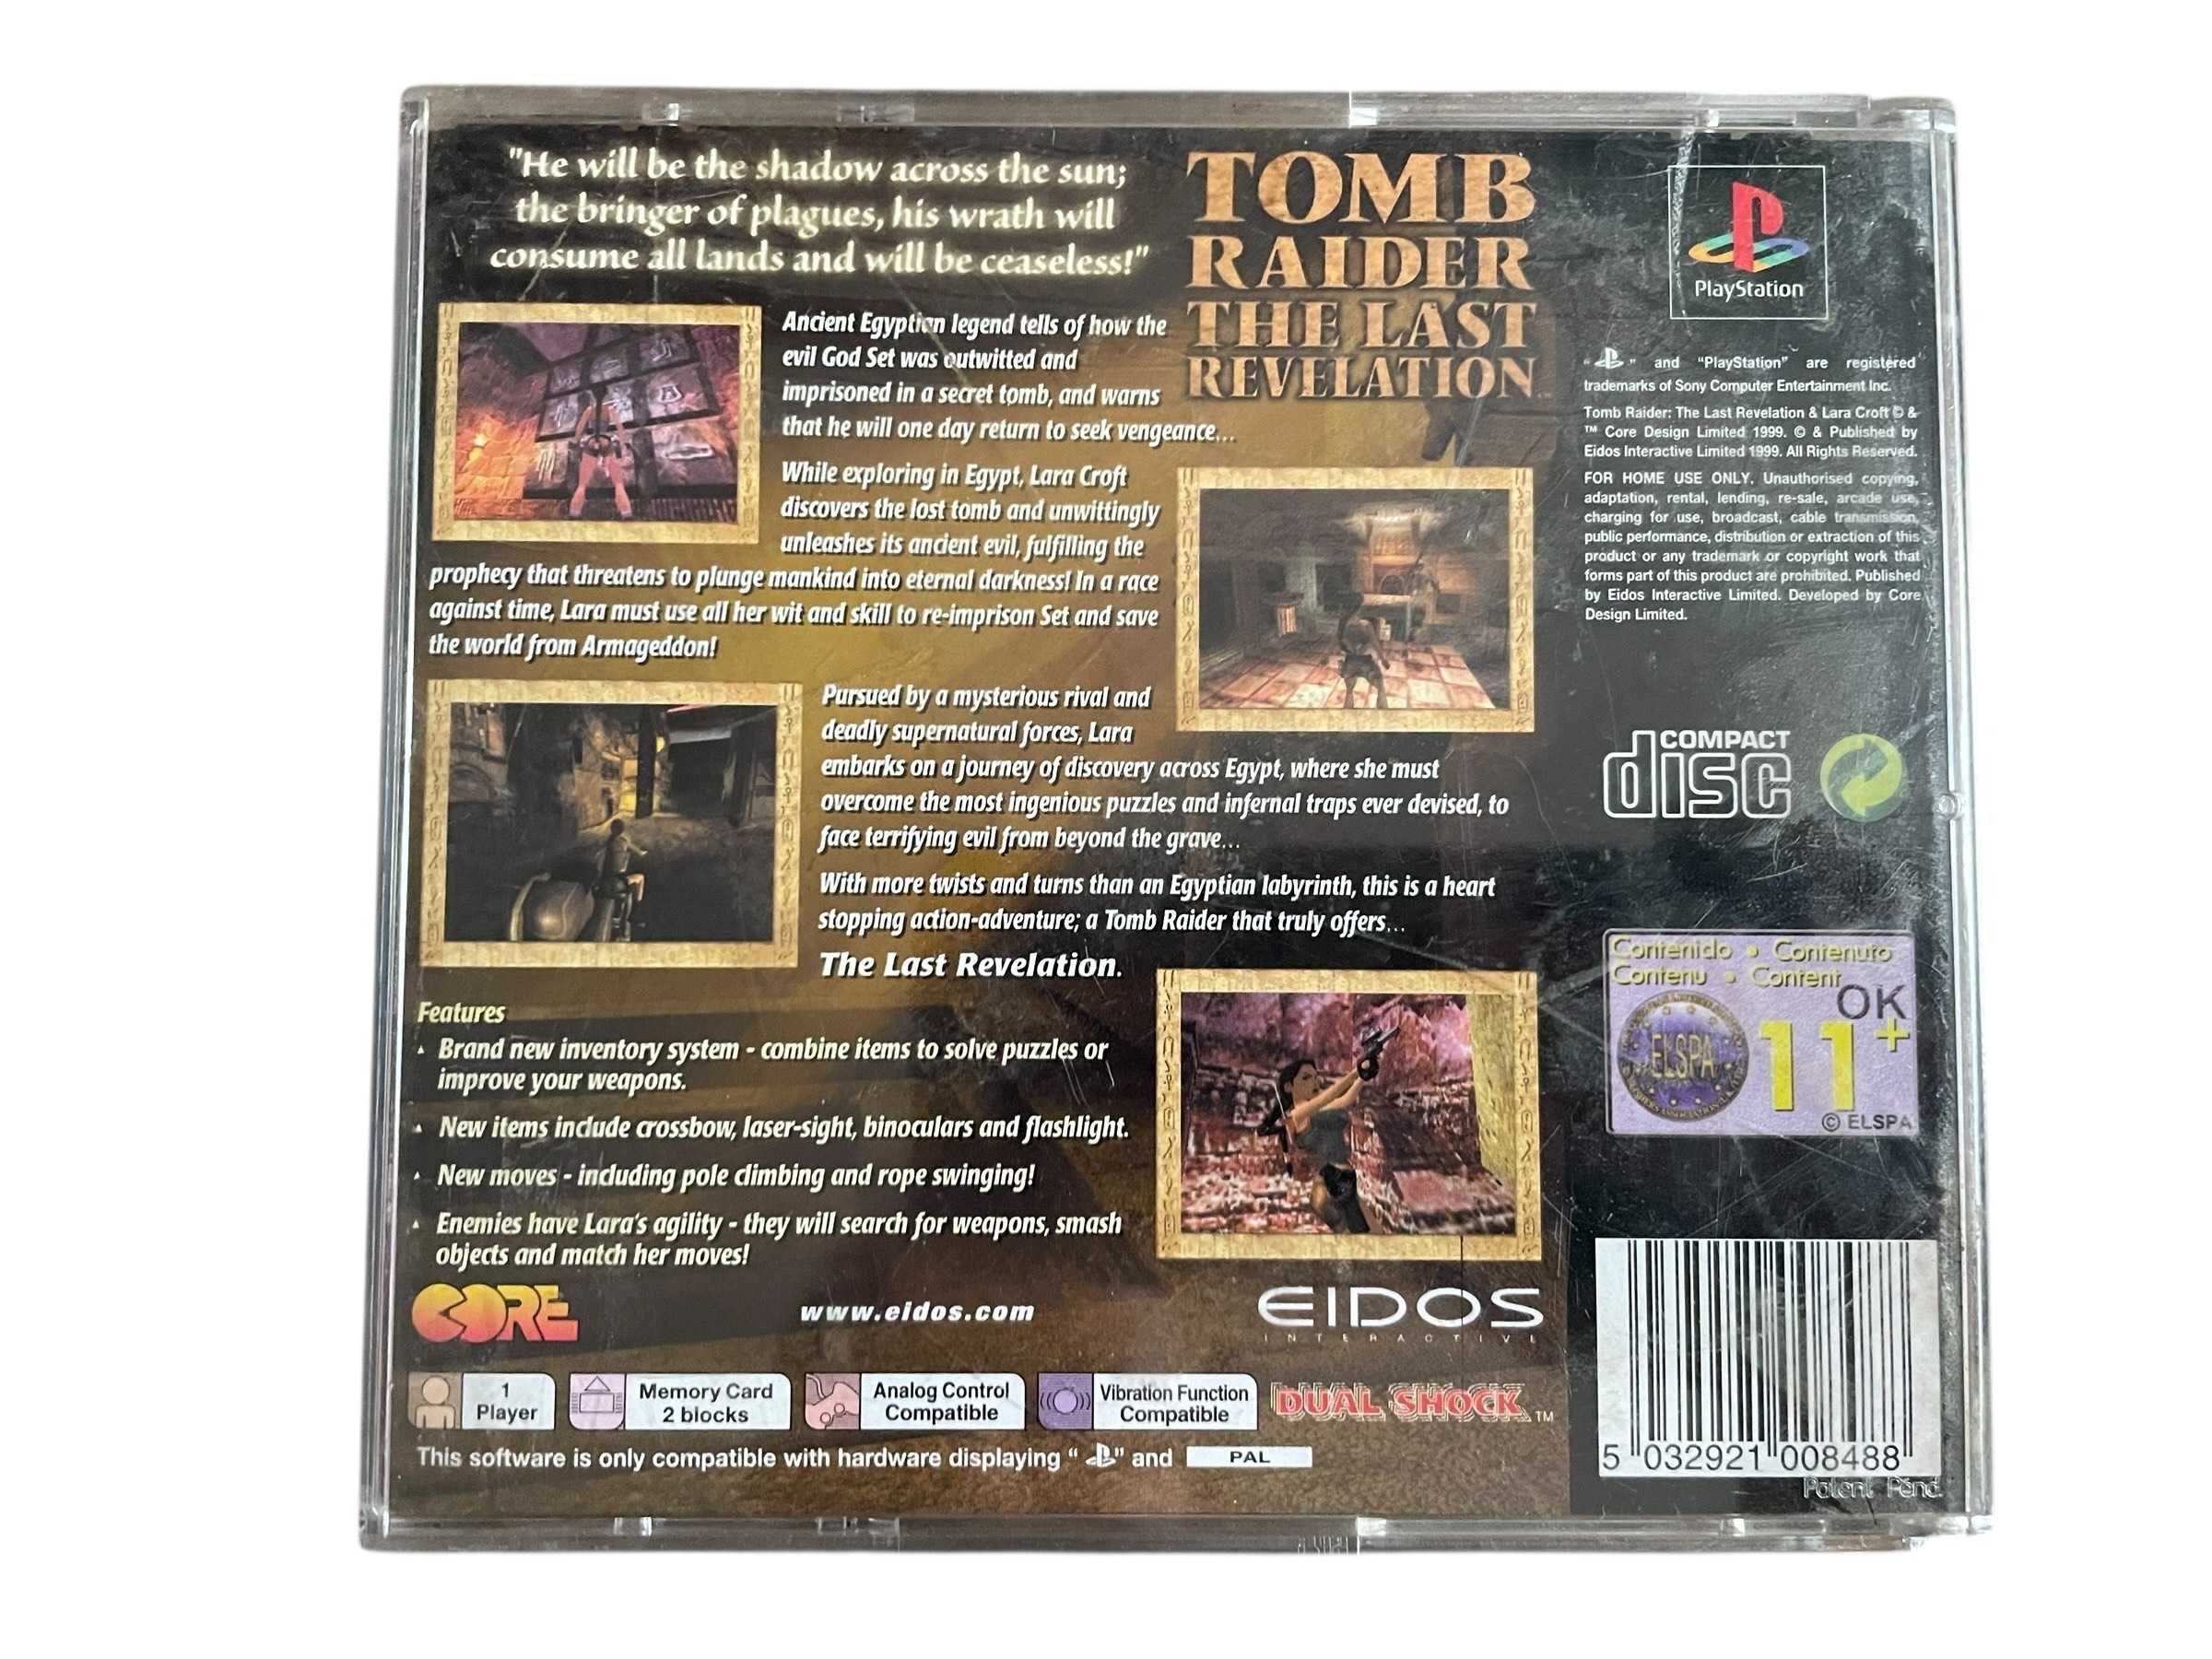 "He will be the shadow across the sun;
the bringer of plagues, his wrath will
consume all lands and will be ceaseless!"
TOMB
RAIDER
THE LAST
REVELATION
Ancient Egyptian legend tells of how the
evil God Set was outwitted and
imprisoned in a secret tomb, and warns
that he will one day return to seek vengeance...
While exploring in Egypt, Lara Croft
discovers the lost tomb and unwittingly
unleashes its ancient evil, fulfilling the
prophecy that threatens to plunge mankind into eternal darkness! In a race
against time, Lara must use all her wit and skill to re-imprison Set and save
the world from Armageddon!
Pursued by a mysterious rival and
deadly supernatural forces, Lara
embarks on a journey of discovery across Egypt, where she must
overcome the most ingenious puzzles and infernal traps ever devised, to
face terrifying evil from beyond the grave...
With more twists and turns than an Egyptian labyrinth, this is a heart
stopping action-adventure; a Tomb Raider that truly offers...
The Last Revelation.
Features
Brand new inventory system - combine items to solve puzzles or
improve your weapons.
New items include crossbow, laser-sight, binoculars and flashlight.
New moves - including pole climbing and rope swinging!
Enemies have Lara's agility - they will search for weapons, smash
objects and match her moves!
CORE
www.eidos.com
EIDOS
INTERACTIVE
1
Player
Memory Card
2 blocks
Analog Control
Compatible
Vibration Function
Compatible
DUAL SHOCK™
This software is only compatible with hardware displaying " " and PAL
PlayStation
" " and "PlayStation" are registered
trademarks of Sony Computer Entertainment Inc.
Tomb Raider: The Last Revelation & Lara Croft © &
™ Core Design Limited 1999. © & Published by
Eidos Interactive Limited 1999. All Rights Reserved.
FOR HOME USE ONLY. Unauthorised copying,
adaptation, rental, lending, re-sale, arcade use,
charging for use, broadcast, cable transmission,
public performance, distribution or extraction of this
product or any trademark or copyright work that
forms part of this product are prohibited. Published
by Eidos Interactive Limited. Developed by Core
Design Limited.
COMPACT
disc
Contenido • Contenuto
Contenu • Content
OK
ELSPA
11+
© ELSPA
5 032921 008488
Patent Pend.